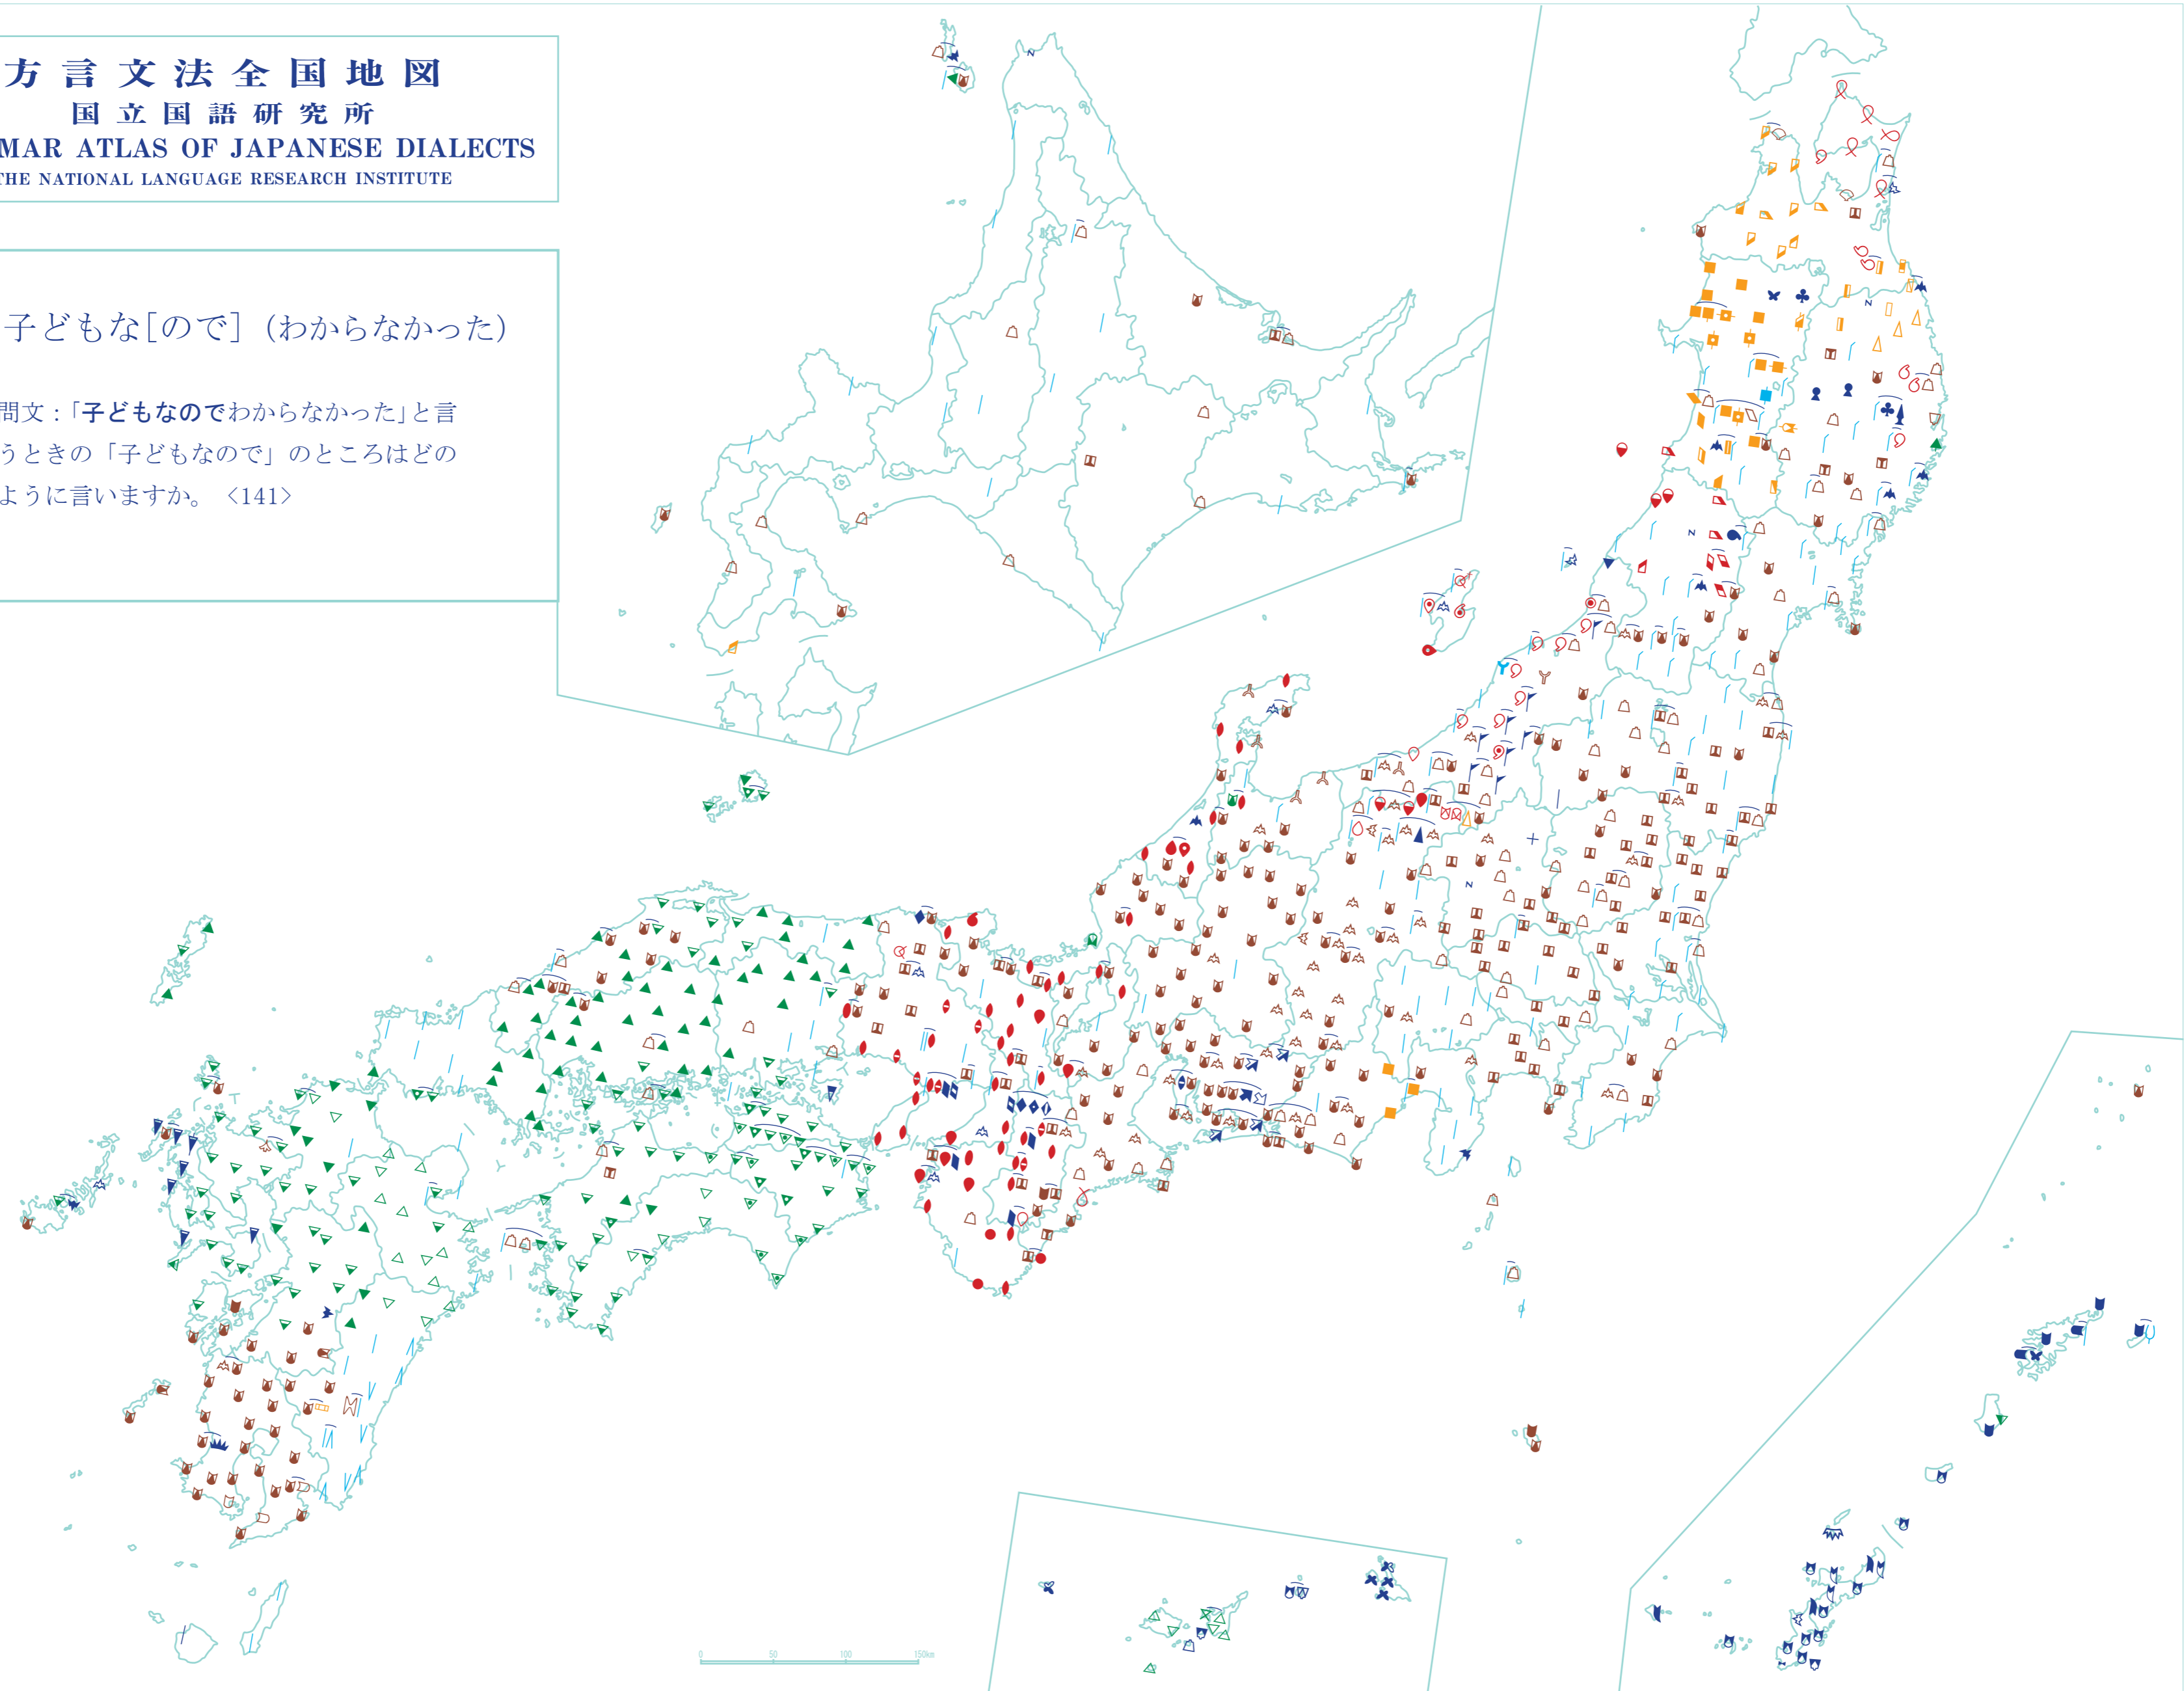 方言文法全国地図
国立国語研究所
MAR ATLAS OF JAPANESE DIALECTS
THE NATIONAL LANGUAGE RESEARCH INSTITUTE
子どもな[ので](わからなかった)
問文:「子どもなのでわからなかった」と言
うときの「子どもなので」のところはどの
ように言いますか。〈141〉
0 50 100 150km